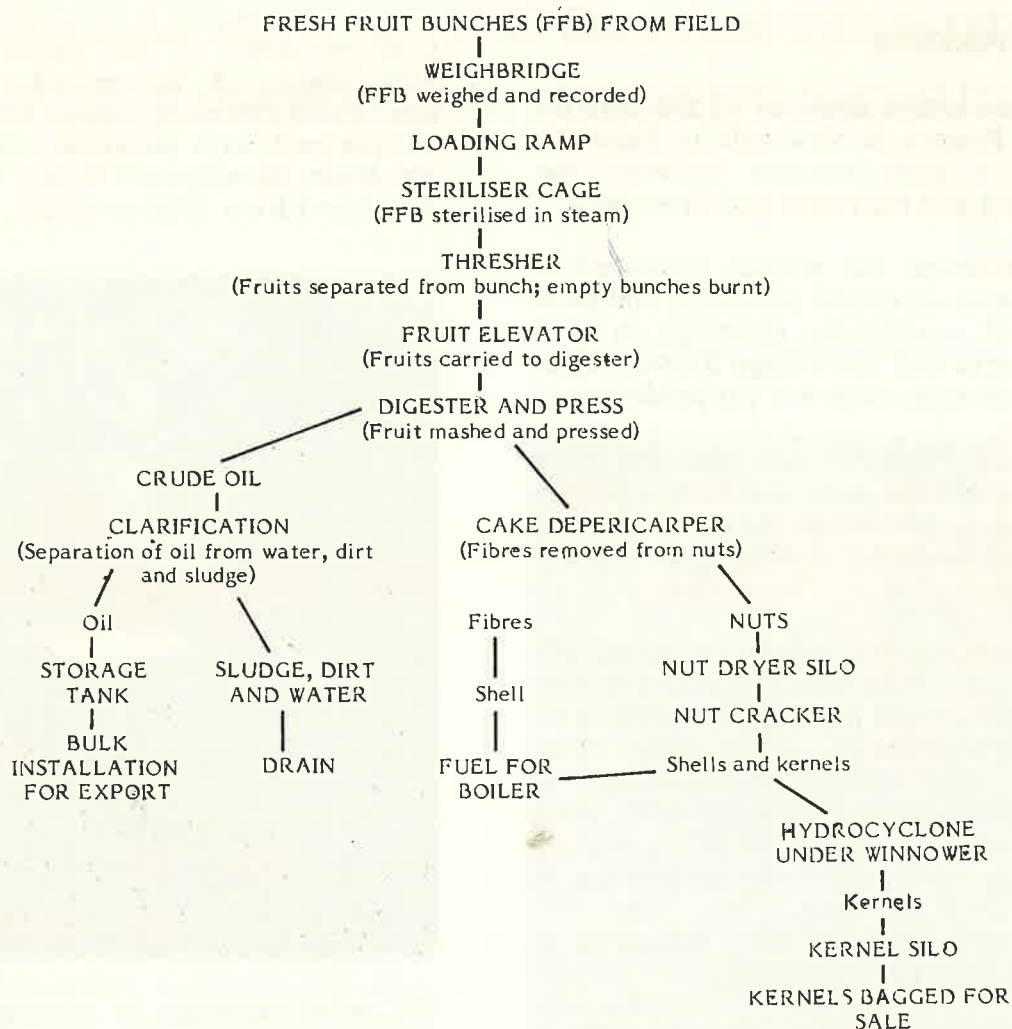 FRESH FRUIT BUNCHES (FFB) FROM FIELD
WEIGHBRIDGE
(FFB weighed and recorded)
LOADING RAMP
STERILISER CAGE
(FFB sterilised in steam)
THRESHER
(Fruits separated from bunch; empty bunches burnt)
FRUIT ELEVATOR
(Fruits carried to digester)
DIGESTER AND PRESS
(Fruit mashed and pressed)
CRUDE OIL
CLARIFICATION
(Separation of oil from water, dirt
and sludge)
Oil
STORAGE
TANK
BULK
INSTALLATION
FOR EXPORT
SLUDGE, DIRT
AND WATER
DRAIN
CAKE DEPERICARPER
(Fibres removed from nuts)
Fibres
Shell
FUEL FOR
BOILER
NUTS
NUT DRYER SILO
NUT CRACKER
Shells and kernels
HYDROCYCLONE
UNDER WINNOWER
Kernels
KERNEL SILO
KERNELS BAGGED FOR
SALE